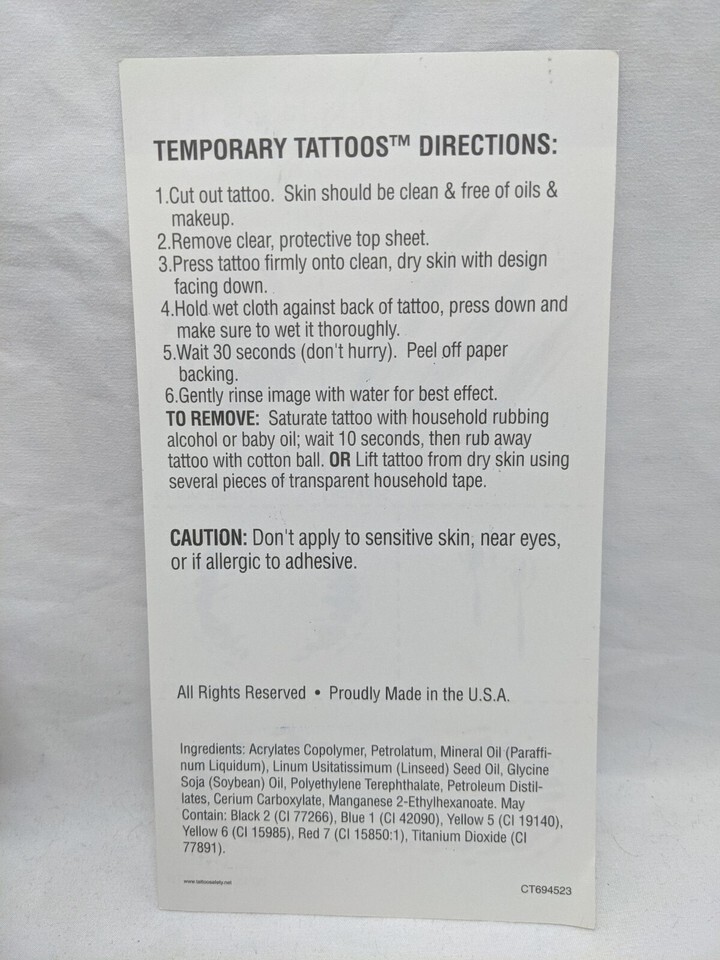 TEMPORARY TATTOOS™ DIRECTIONS:
1.Cut out tattoo. Skin should be clean & free of oils &
makeup.
2.Remove clear, protective top sheet.
3.Press tattoo firmly onto clean, dry skin with design
facing down.
4.Hold wet cloth against back of tattoo, press down and
make sure to wet it thoroughly.
5.Wait 30 seconds (don't hurry). Peel off paper
backing.
6.Gently rinse image with water for best effect.
TO REMOVE: Saturate tattoo with household rubbing
alcohol or baby oil; wait 10 seconds, then rub away
tattoo with cotton ball. OR Lift tattoo from dry skin using
several pieces of transparent household tape.
CAUTION: Don't apply to sensitive skin, near eyes,
or if allergic to adhesive.
All Rights Reserved • Proudly Made in the U.S.A.
Ingredients: Acrylates Copolymer, Petrolatum, Mineral Oil (Paraffi-
num Liquidum), Linum Usitatissimum (Linseed) Seed Oil, Glycine
Soja (Soybean) Oil, Polyethylene Terephthalate, Petroleum Distil-
lates, Cerium Carboxylate, Manganese 2-Ethylhexanoate. May
Contain: Black 2 (CI 77266), Blue 1 (CI 42090), Yellow 5 (CI 19140),
Yellow 6 (CI 15985), Red 7 (CI 15850:1), Titanium Dioxide (CI
77891).
www.tattoosafety.net
CT694523